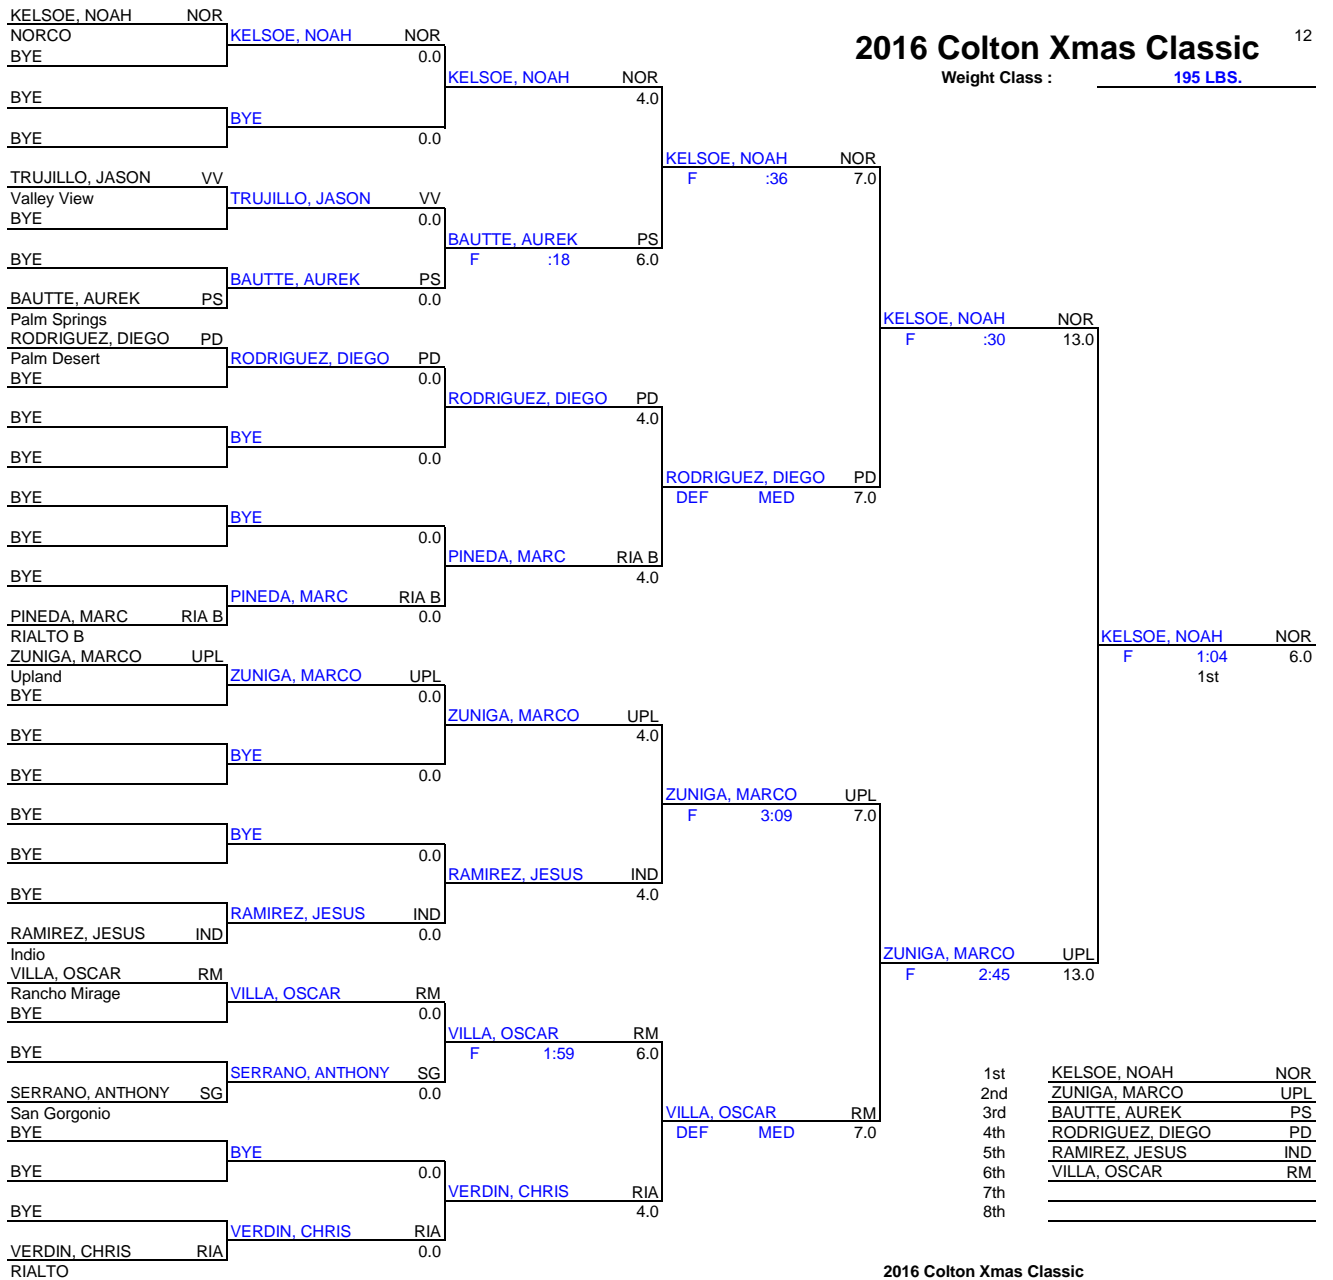 KELSOE, NOAH NOR
NORCO KELSOE, NOAH NOR 2016 Colton Xmas Classic 12
BYE 0.0
KELSOE, NOAH NOR Weight Class : 195 LBS.
BYE 4.0
BYE
BYE 0.0
KELSOE, NOAH NOR
TRUJILLO, JASON VV F :36 7.0
Valley View TRUJILLO, JASON VV
BYE 0.0
BAUTTE, AUREK PS
BYE F :18 6.0
BAUTTE, AUREK PS
BAUTTE, AUREK PS 0.0
Palm Springs KELSOE, NOAH NOR
RODRIGUEZ, DIEGO PD F :30 13.0
Palm Desert RODRIGUEZ, DIEGO PD
BYE 0.0
RODRIGUEZ, DIEGO PD
BYE 4.0
BYE
BYE 0.0
RODRIGUEZ, DIEGO PD
BYE DEF MED 7.0
BYE
BYE 0.0
PINEDA, MARC RIA B
BYE 4.0
PINEDA, MARC RIA B
PINEDA, MARC RIA B 0.0
RIALTO B KELSOE, NOAH NOR
ZUNIGA, MARCO UPL F 1:04 6.0
Upland ZUNIGA, MARCO UPL 1st
BYE 0.0
ZUNIGA, MARCO UPL
BYE 4.0
BYE
BYE 0.0
ZUNIGA, MARCO UPL
BYE F 3:09 7.0
BYE
BYE 0.0
RAMIREZ, JESUS IND
BYE 4.0
RAMIREZ, JESUS IND
RAMIREZ, JESUS IND 0.0
Indio ZUNIGA, MARCO UPL
VILLA, OSCAR RM F 2:45 13.0
Rancho Mirage VILLA, OSCAR RM
BYE 0.0
VILLA, OSCAR RM
BYE F 1:59 6.0
SERRANO, ANTHONY SG 1st KELSOE, NOAH NOR
SERRANO, ANTHONY SG 0.0 2nd ZUNIGA, MARCO UPL
San Gorgonio VILLA, OSCAR RM 3rd BAUTTE, AUREK PS
BYE DEF MED 7.0 4th RODRIGUEZ, DIEGO PD
BYE 5th RAMIREZ, JESUS IND
BYE 0.0 6th VILLA, OSCAR RM
VERDIN, CHRIS RIA 7th
BYE 4.0 8th
VERDIN, CHRIS RIA
VERDIN, CHRIS RIA 0.0
RIALTO 2016 Colton Xmas Classic